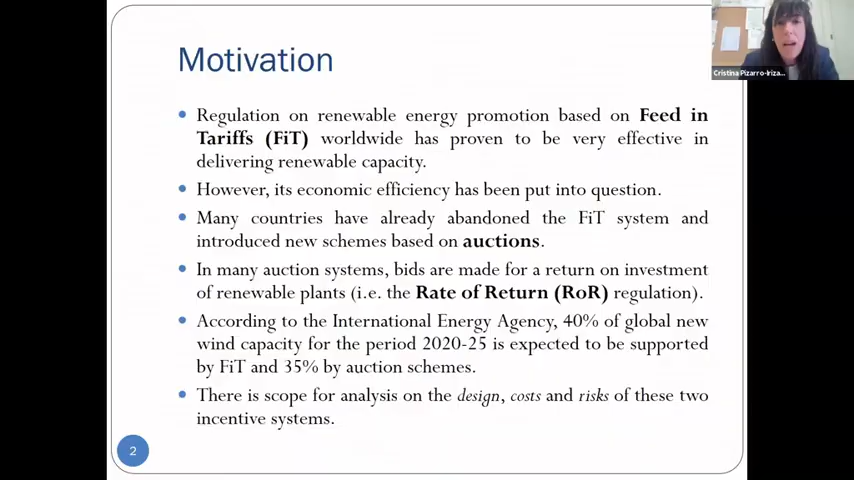 Motivation
Regulation on renewable energy promotion based on Feed in
Tariffs (FiT) worldwide has proven to be very effective in
delivering renewable capacity.
However, its economic efficiency has been put into question.
Many countries have already abandoned the FiT system and
introduced new schemes based on auctions.
In many auction systems, bids are made for a return on investment
of renewable plants (i.e. the Rate of Return (RoR) regulation).
According to the International Energy Agency, 40% of global new
wind capacity for the period 2020-25 is expected to be supported
by FiT and 35% by auction schemes.
There is scope for analysis on the design, costs and risks of these two
incentive systems.
2
Cristina Pizarro-Iriza...